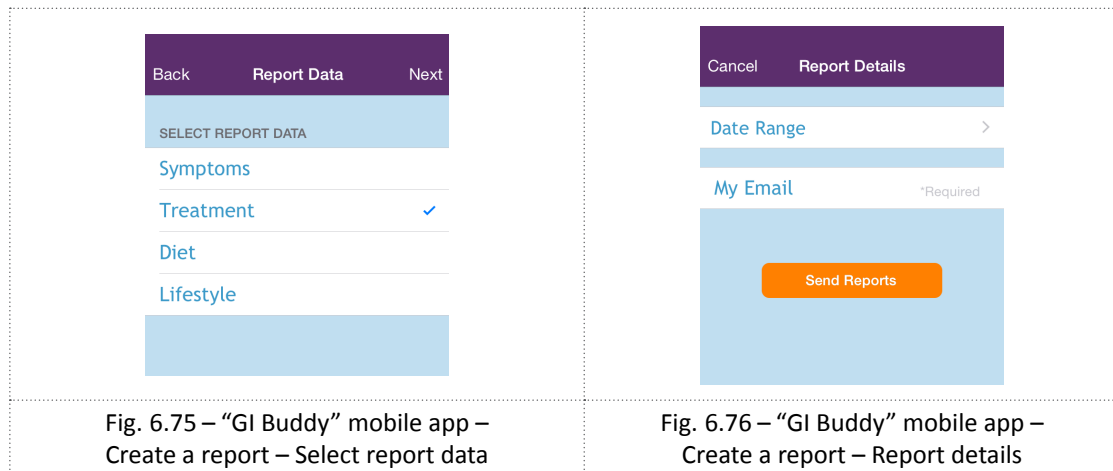 Back Report Data Next
SELECT REPORT DATA
Symptoms
Treatment
Diet
Lifestyle
Fig. 6.75 – “GI Buddy” mobile app –
Create a report – Select report data
Cancel Report Details
Date Range
My Email *Required
Send Reports
Fig. 6.76 – “GI Buddy” mobile app –
Create a report – Report details